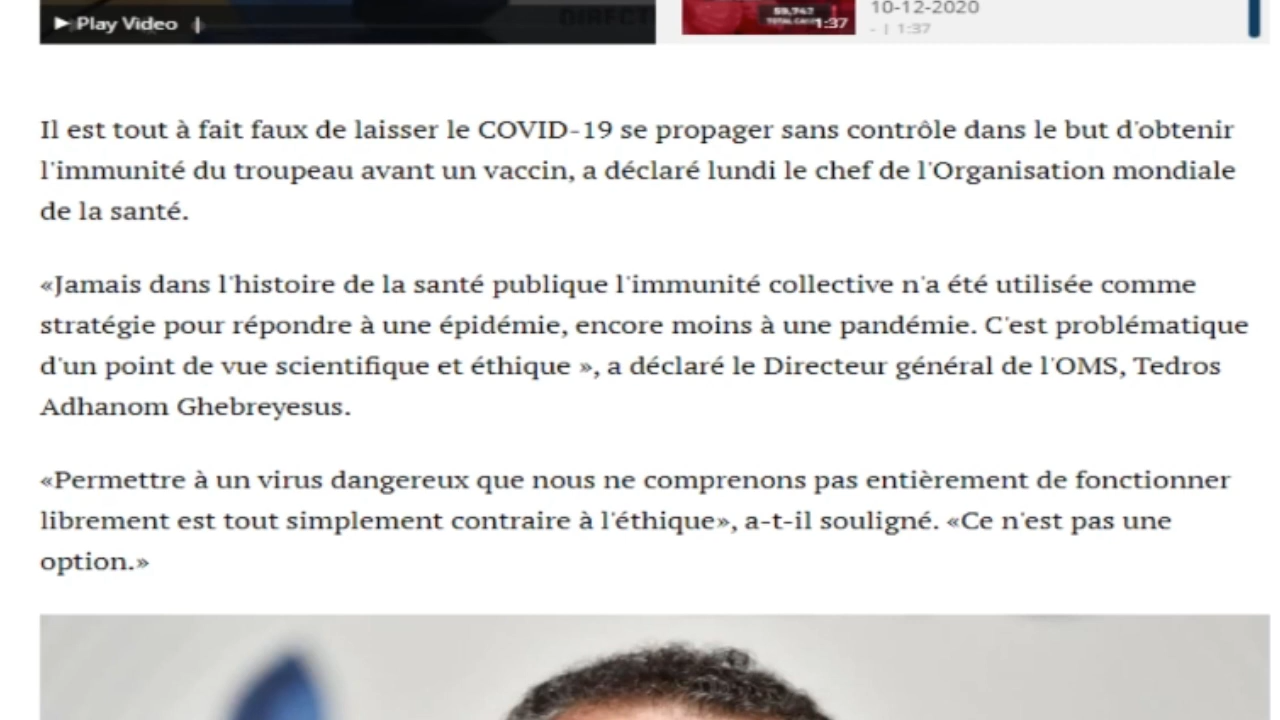 ▶ Play Video
10-12-2020
1:37
- | 1:37
Il est tout à fait faux de laisser le COVID-19 se propager sans contrôle dans le but d'obtenir
l'immunité du troupeau avant un vaccin, a déclaré lundi le chef de l'Organisation mondiale
de la santé.
«Jamais dans l'histoire de la santé publique l'immunité collective n'a été utilisée comme
stratégie pour répondre à une épidémie, encore moins à une pandémie. C'est problématique
d'un point de vue scientifique et éthique », a déclaré le Directeur général de l'OMS, Tedros
Adhanom Ghebreyesus.
«Permettre à un virus dangereux que nous ne comprenons pas entièrement de fonctionner
librement est tout simplement contraire à l'éthique», a-t-il souligné. «Ce n'est pas une
option.»